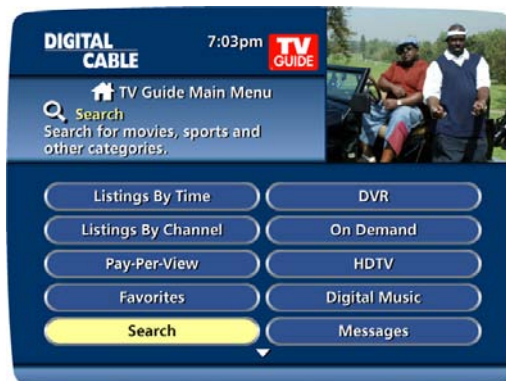 DIGITAL
CABLE
7:03pm
TV
GUIDE
TV Guide Main Menu
Search
Search for movies, sports and
other categories.
Listings By Time
DVR
Listings By Channel
On Demand
Pay-Per-View
HDTV
Favorites
Digital Music
Search
Messages